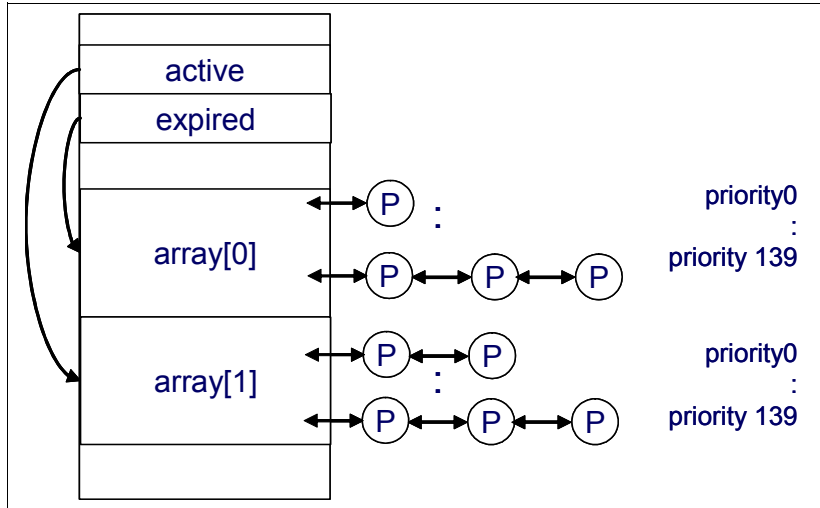 active
expired
P : priority0
:
array[0]
P P P priority 139
P P priority0
array[1] : :
P P P priority 139